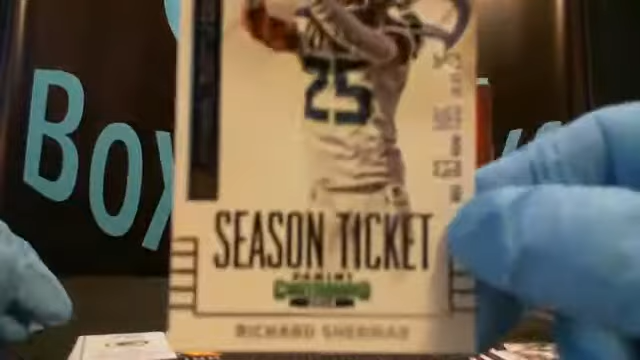 BOX
25
SEASON TICKET
PANINI
CONTENDERS
RICHARD SHERMAN